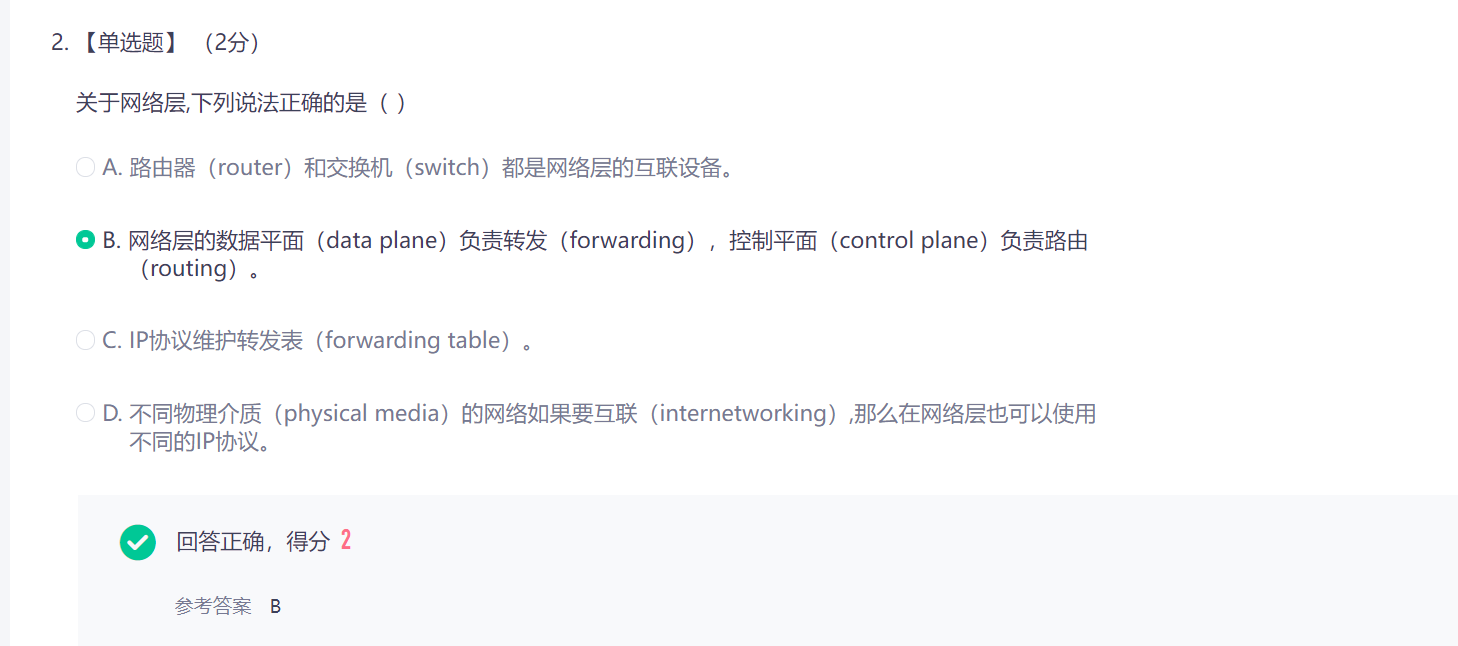 2. 【单选题】 （2分）
关于网络层,下列说法正确的是（ ）
A. 路由器（router）和交换机（switch）都是网络层的互联设备。
B. 网络层的数据平面（data plane）负责转发（forwarding），控制平面（control plane）负责路由
（routing）。
C. IP协议维护转发表（forwarding table）。
D. 不同物理介质（physical media）的网络如果要互联（internetworking）,那么在网络层也可以使用
不同的IP协议。
回答正确，得分 2
参考答案 B